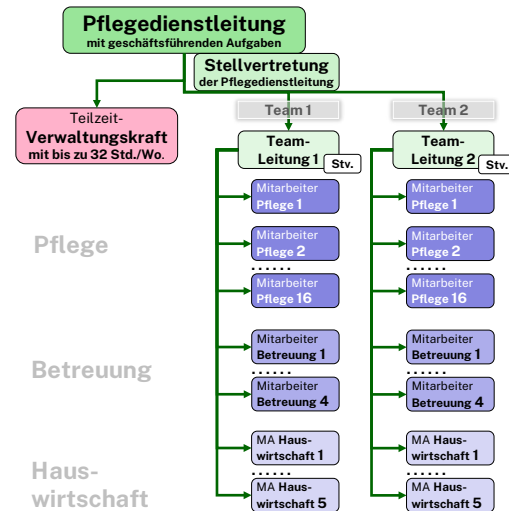 Pflegedienstleitung
mit geschäftsführenden Aufgaben
Stellvertretung
der Pflegedienstleitung
Teilzeit-
Verwaltungskraft
mit bis zu 32 Std./Wo.
Team 1
Team-
Leitung 1
Stv.
Team 2
Team-
Leitung 2
Stv.
Pflege
Mitarbeiter
Pflege 1
Mitarbeiter
Pflege 2
......
Mitarbeiter
Pflege 16
Mitarbeiter
Pflege 1
Mitarbeiter
Pflege 2
......
Mitarbeiter
Pflege 16
Betreuung
Mitarbeiter
Betreuung 1
......
Mitarbeiter
Betreuung 4
Mitarbeiter
Betreuung 1
......
Mitarbeiter
Betreuung 4
Haus-
wirtschaft
MA Haus-
wirtschaft 1
......
MA Haus-
wirtschaft 5
MA Haus-
wirtschaft 1
......
MA Haus-
wirtschaft 5